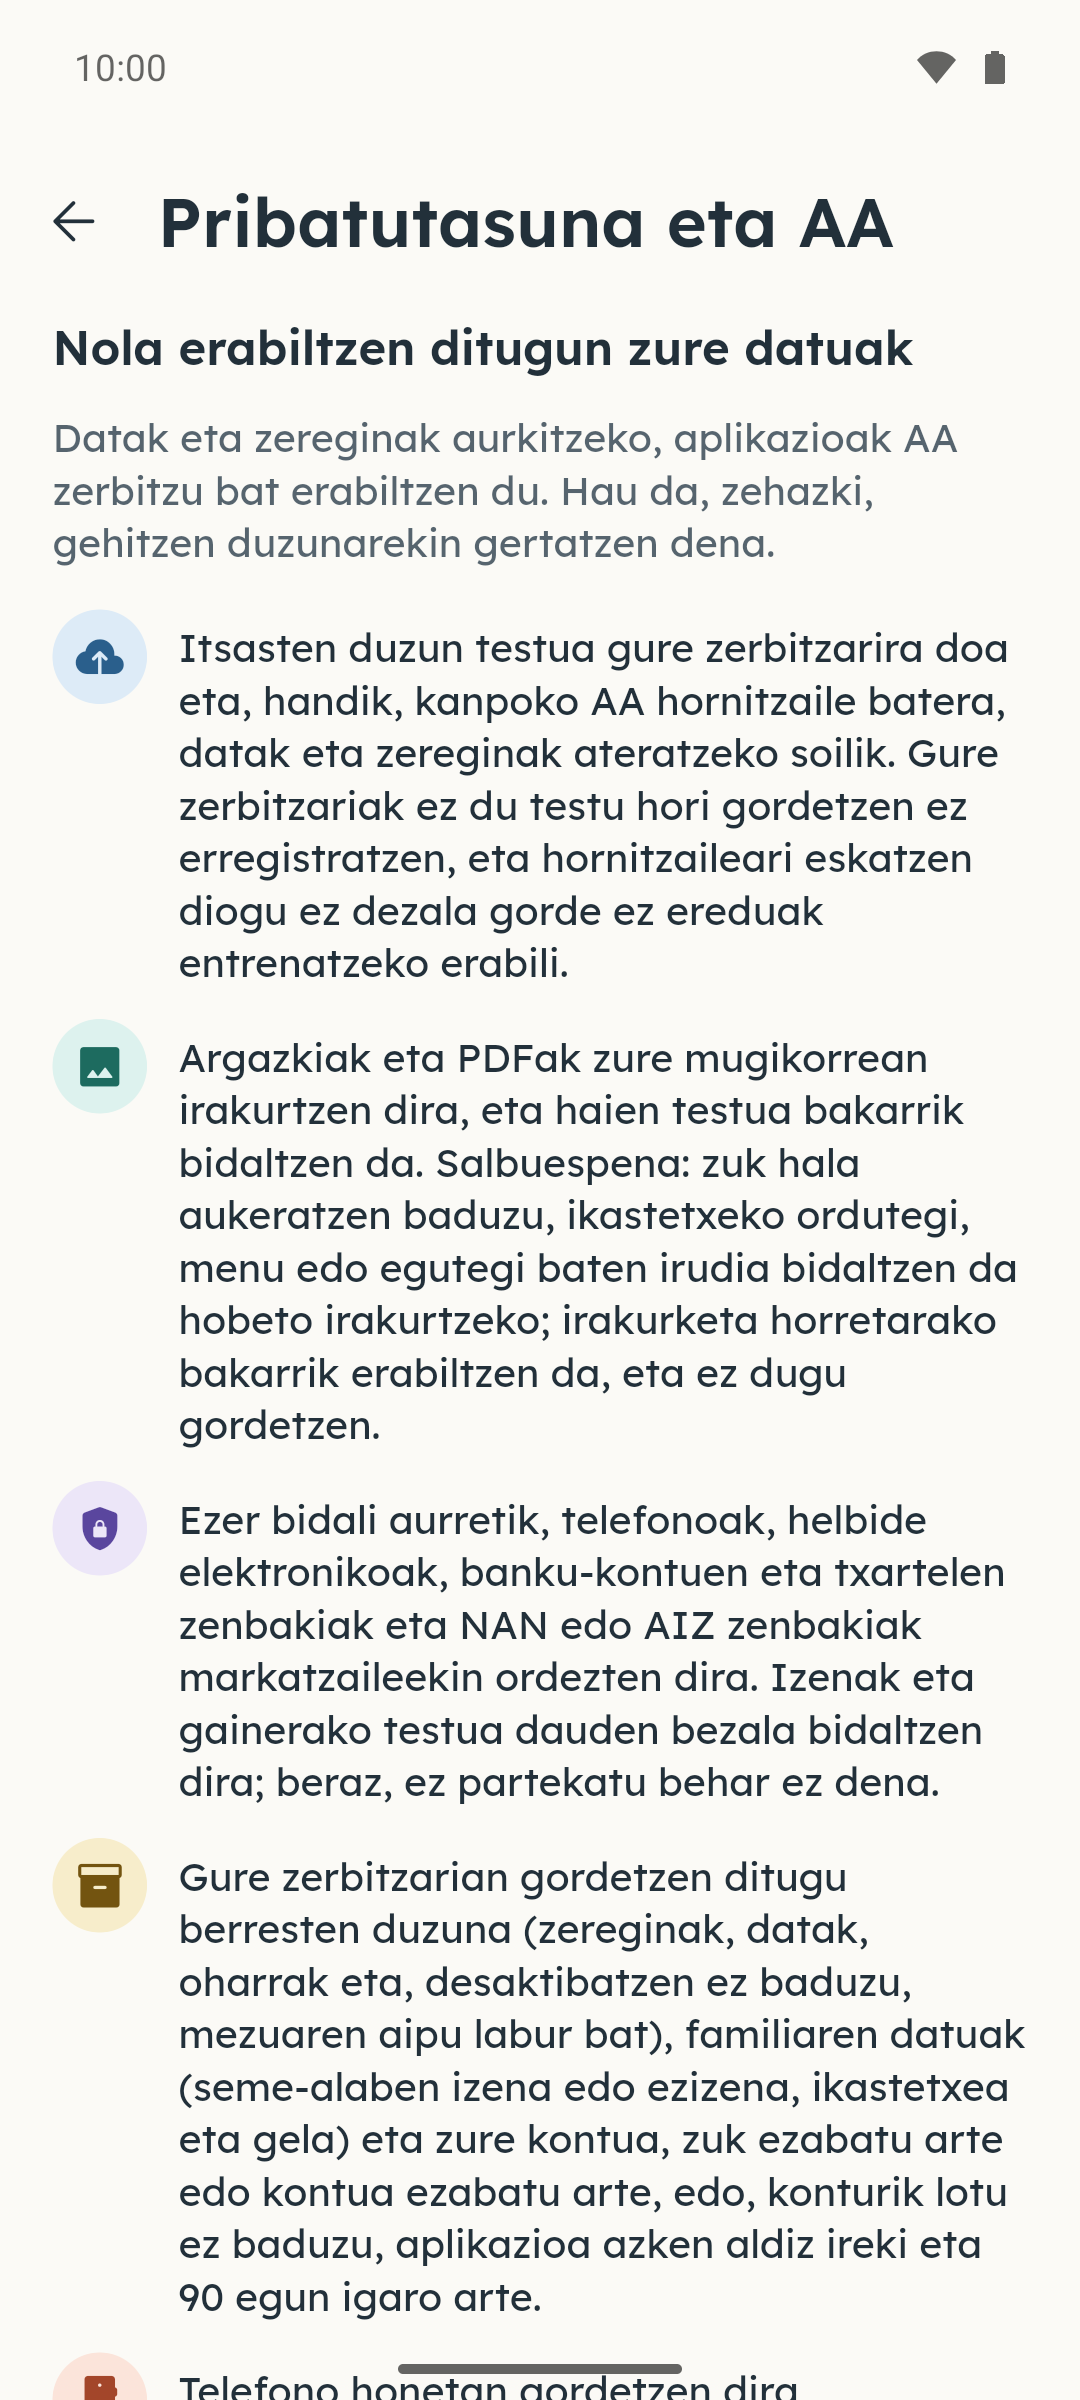 10:00
Pribatutasuna eta AA
Nola erabiltzen ditugun zure datuak
Datak eta zereginak aurkitzeko, aplikazioak AA
zerbitzu bat erabiltzen du. Hau da, zehazki,
gehitzen duzunarekin gertatzen dena.
Itsasten duzun testua gure zerbitzarira doa
eta, handik, kanpoko AA hornitzaile batera,
datak eta zereginak ateratzeko soilik. Gure
zerbitzariak ez du testu hori gordetzen ez
erregistratzen, eta hornitzaileari eskatzen
diogu ez dezala gorde ez ereduak
entrenatzeko erabili.
Argazkiak eta PDFak zure mugikorrean
irakurtzen dira, eta haien testua bakarrik
bidaltzen da. Salbuespena: zuk hala
aukeratzen baduzu, ikastetxeko ordutegi,
menu edo egutegi baten irudia bidaltzen da
hobeto irakurtzeko; irakurketa horretarako
bakarrik erabiltzen da, eta ez dugu
gordetzen.
Ezer bidali aurretik, telefonoak, helbide
elektronikoak, banku-kontuen eta txartelen
zenbakiak eta NAN edo AIZ zenbakiak
markatzaileekin ordezten dira. Izenak eta
gainerako testua dauden bezala bidaltzen
dira; beraz, ez partekatu behar ez dena.
Gure zerbitzarian gordetzen ditugu
berresten duzuna (zereginak, datak,
oharrak eta, desaktibatzen ez baduzu,
mezuaren aipu labur bat), familiaren datuak
(seme-alaben izena edo ezizena, ikastetxea
eta gela) eta zure kontua, zuk ezabatu arte
edo kontua ezabatu arte, edo, konturik lotu
ez baduzu, aplikazioa azken aldiz ireki eta
90 egun igaro arte.
Telefono honetan gordetzen dira